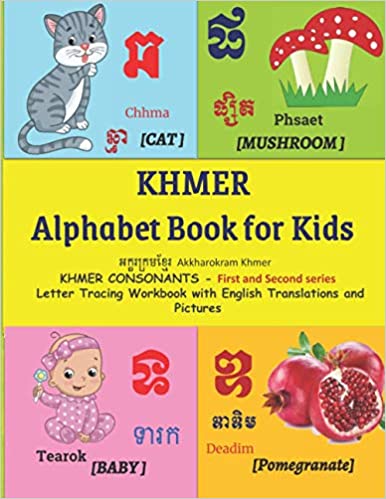 ឆ
Chhma
ឆ្មា [CAT]
ផ
ផ្សិត
Phsaet
[MUSHROOM]
KHMER
Alphabet Book for Kids
អក្ខរក្រមខ្មែរ Akkharokram Khmer
KHMER CONSONANTS - First and Second series
Letter Tracing Workbook with English Translations and
Pictures
ទ
ទារក
Tearok
[BABY]
ទ
ទាទិម
Deadim
[Pomegranate]